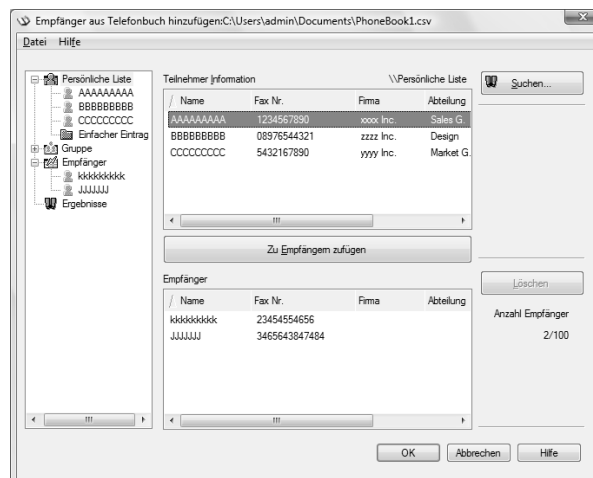 Empfänger aus Telefonbuch hinzufügen:C:\Users\admin\Documents\PhoneBook1.csv
Datei Hilfe
Persönliche Liste
AAAAAAAAA
BBBBBBBBB
CCCCCCCCC
Einfacher Eintrag
Gruppe
Empfänger
kkkkkkkkk
JJJJJJJ
Ergebnisse
Teilnehmer Information \\Persönliche Liste
/ Name Fax Nr. Firma Abteilung
AAAAAAAAA 1234567890 xxxx Inc. Sales G.
BBBBBBBBB 08976544321 zzzz Inc. Design
CCCCCCCCC 5432167890 yyyy Inc. Market G.
Zu Empfängern zufügen
Empfänger
/ Name Fax Nr. Firma Abteilung
kkkkkkkkk 23454554656
JJJJJJJ 3465643847484
Suchen...
Löschen
Anzahl Empfänger
2/100
OK Abbrechen Hilfe